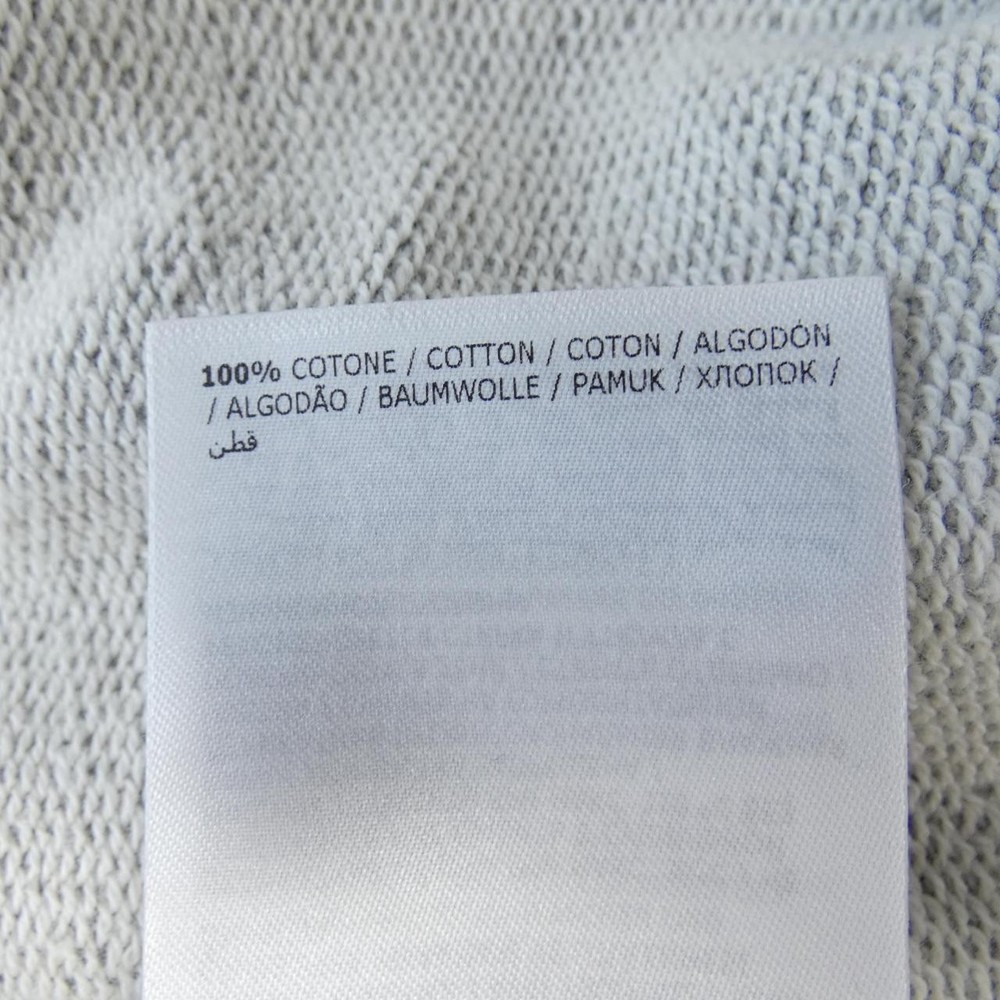 100% COTONE / COTTON / COTON / ALGODÓN
/ ALGODÃO / BAUMWOLLE / PAMUK / ХЛОПОК /
قطن